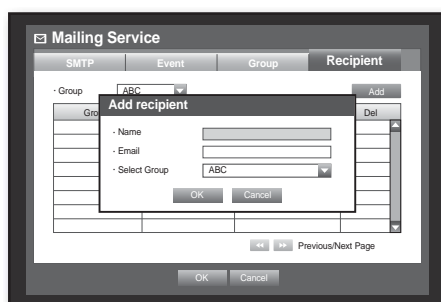 Mailing Service
SMTP Event Group Recipient
· Group ABC Add
Gro Del
Add recipient
· Name
· Email
· Select Group ABC
OK Cancel
Previous/Next Page
OK Cancel